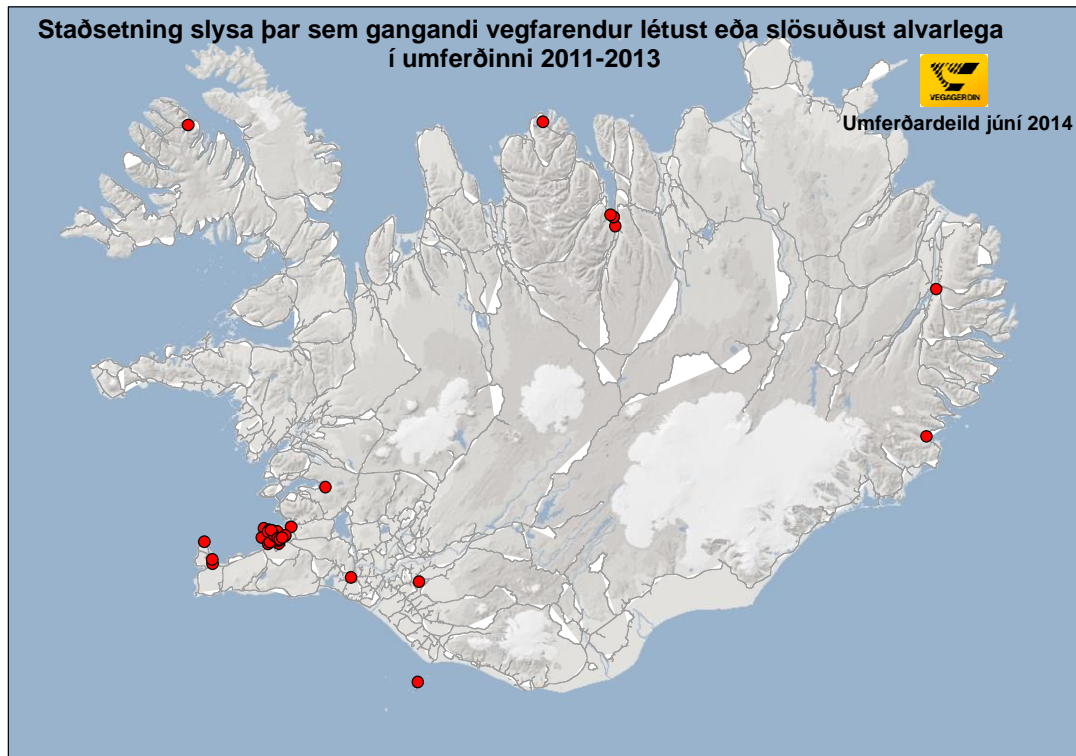 Staðsetning slysa þar sem gangandi vegfarendur létust eða slösuðust alvarlega
í umferðinni 2011-2013
VEGAGERÐIN
Umferðardeild júní 2014